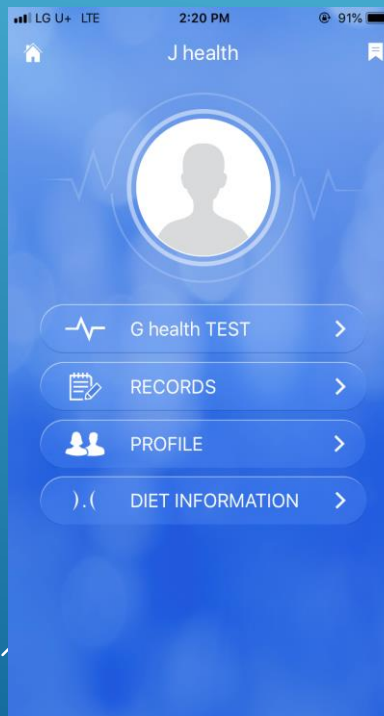 LG U+ LTE 2:20 PM 91%
J health
G health TEST
RECORDS
PROFILE
).( DIET INFORMATION